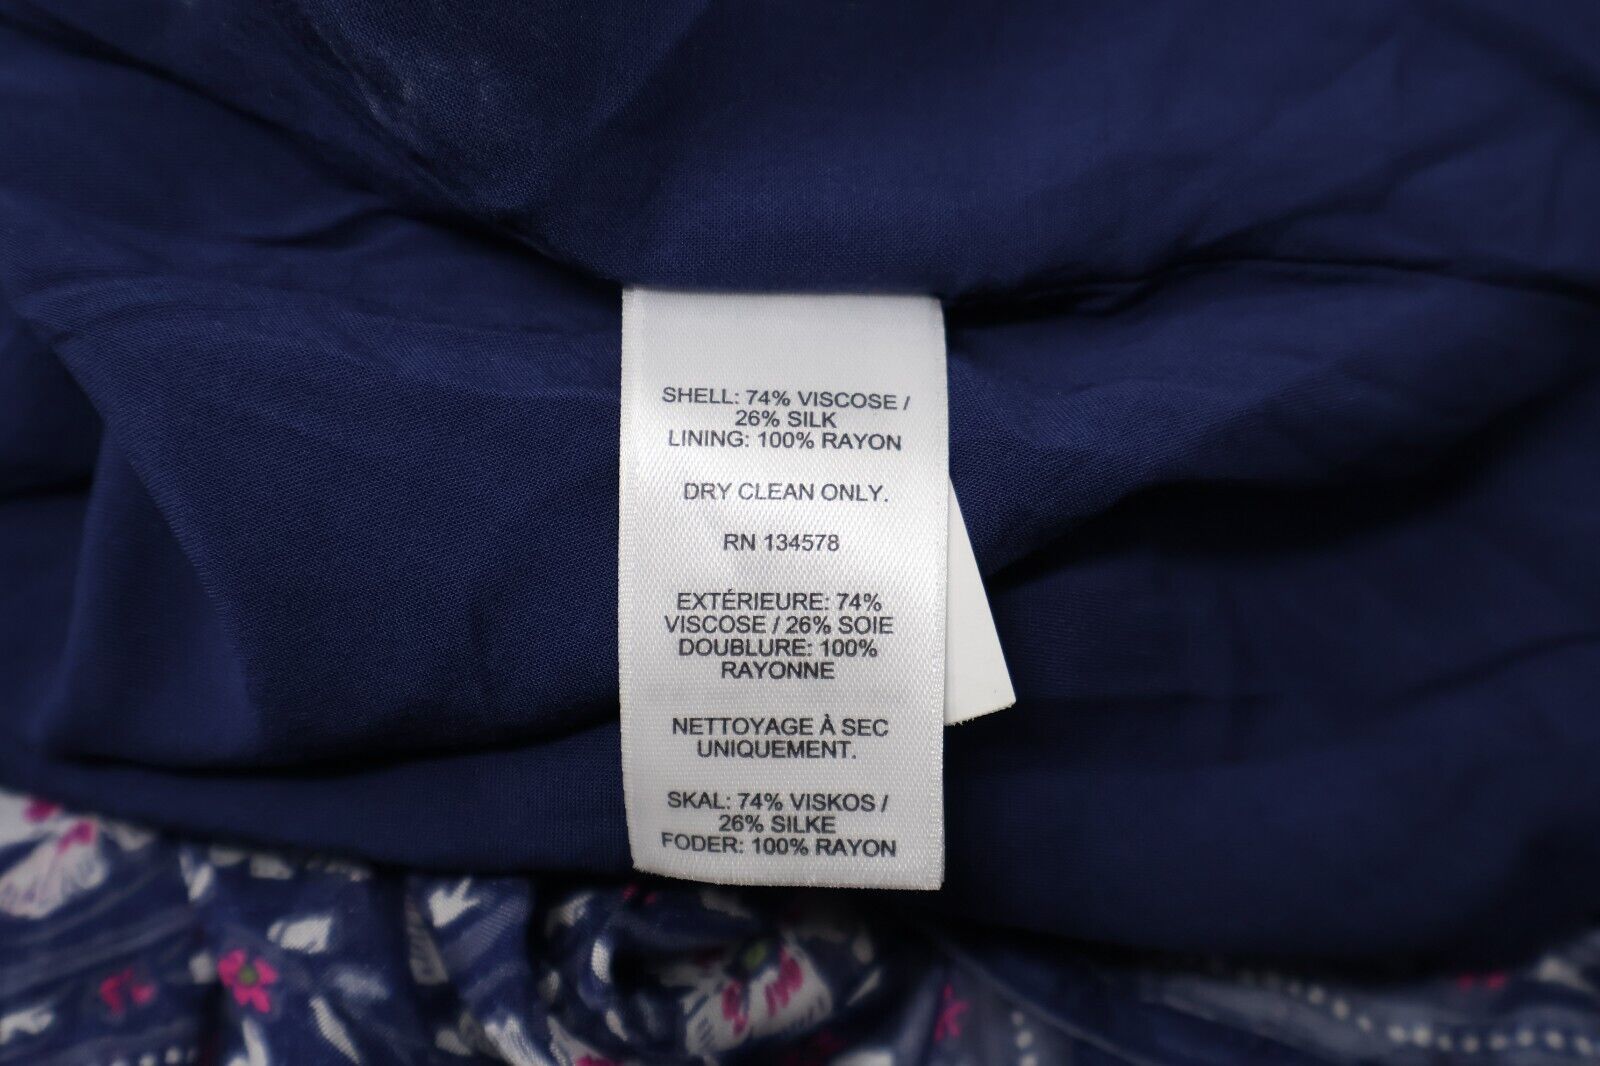 SHELL: 74% VISCOSE /
26% SILK
LINING: 100% RAYON
DRY CLEAN ONLY.
RN 134578
EXTÉRIEURE: 74%
VISCOSE / 26% SOIE
DOUBLURE: 100%
RAYONNE
NETTOYAGE À SEC
UNIQUEMENT.
SKAL: 74% VISKOS /
26% SILKE
FODER: 100% RAYON